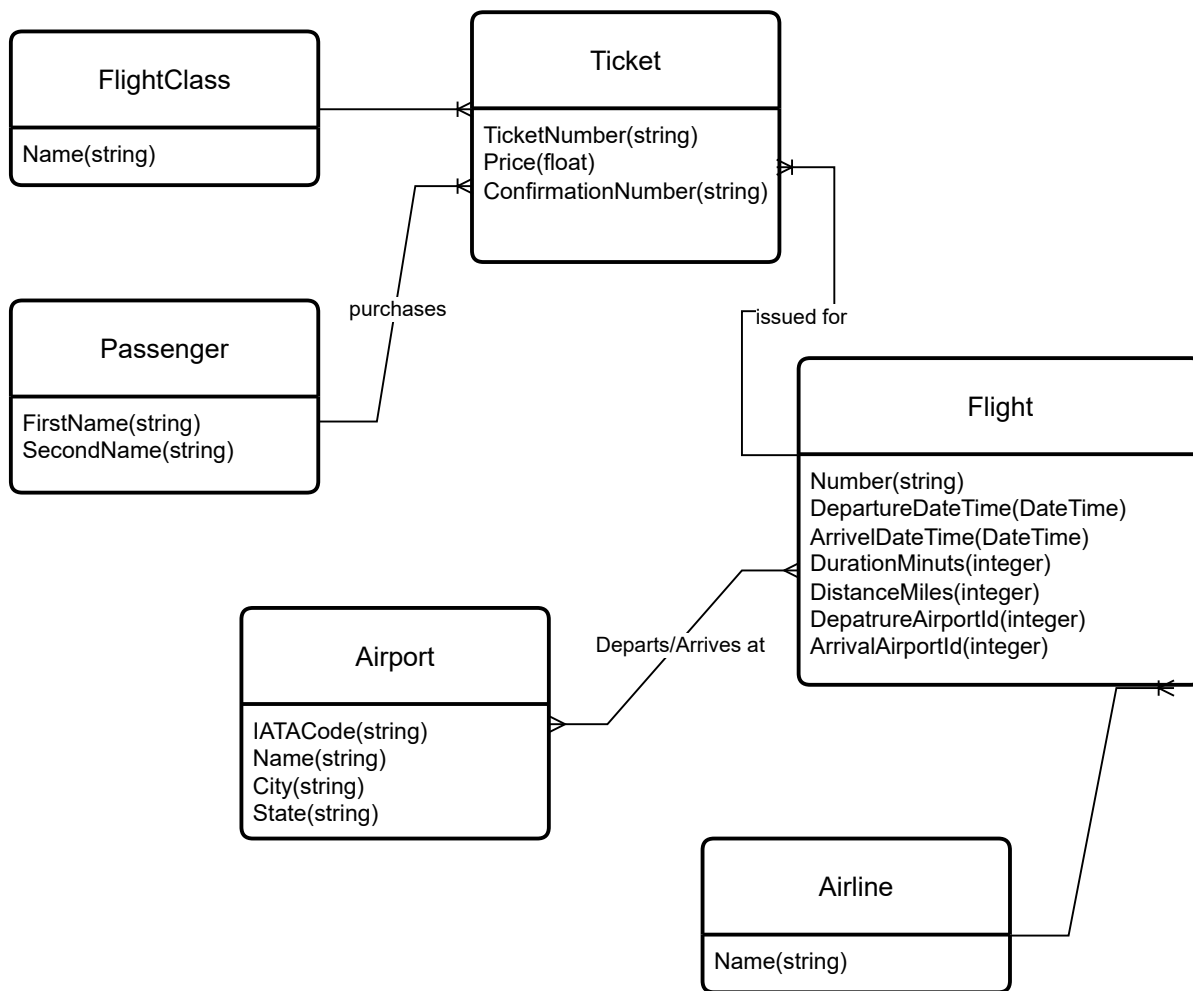 FlightClass
Name(string)
Ticket
TicketNumber(string)
Price(float)
ConfirmationNumber(string)
purchases
issued for
Passenger
FirstName(string)
SecondName(string)
Flight
Number(string)
DepartureDateTime(DateTime)
ArrivelDateTime(DateTime)
DurationMinuts(integer)
DistanceMiles(integer)
DepatrureAirportId(integer)
ArrivalAirportId(integer)
Departs/Arrives at
Airport
IATACode(string)
Name(string)
City(string)
State(string)
Airline
Name(string)